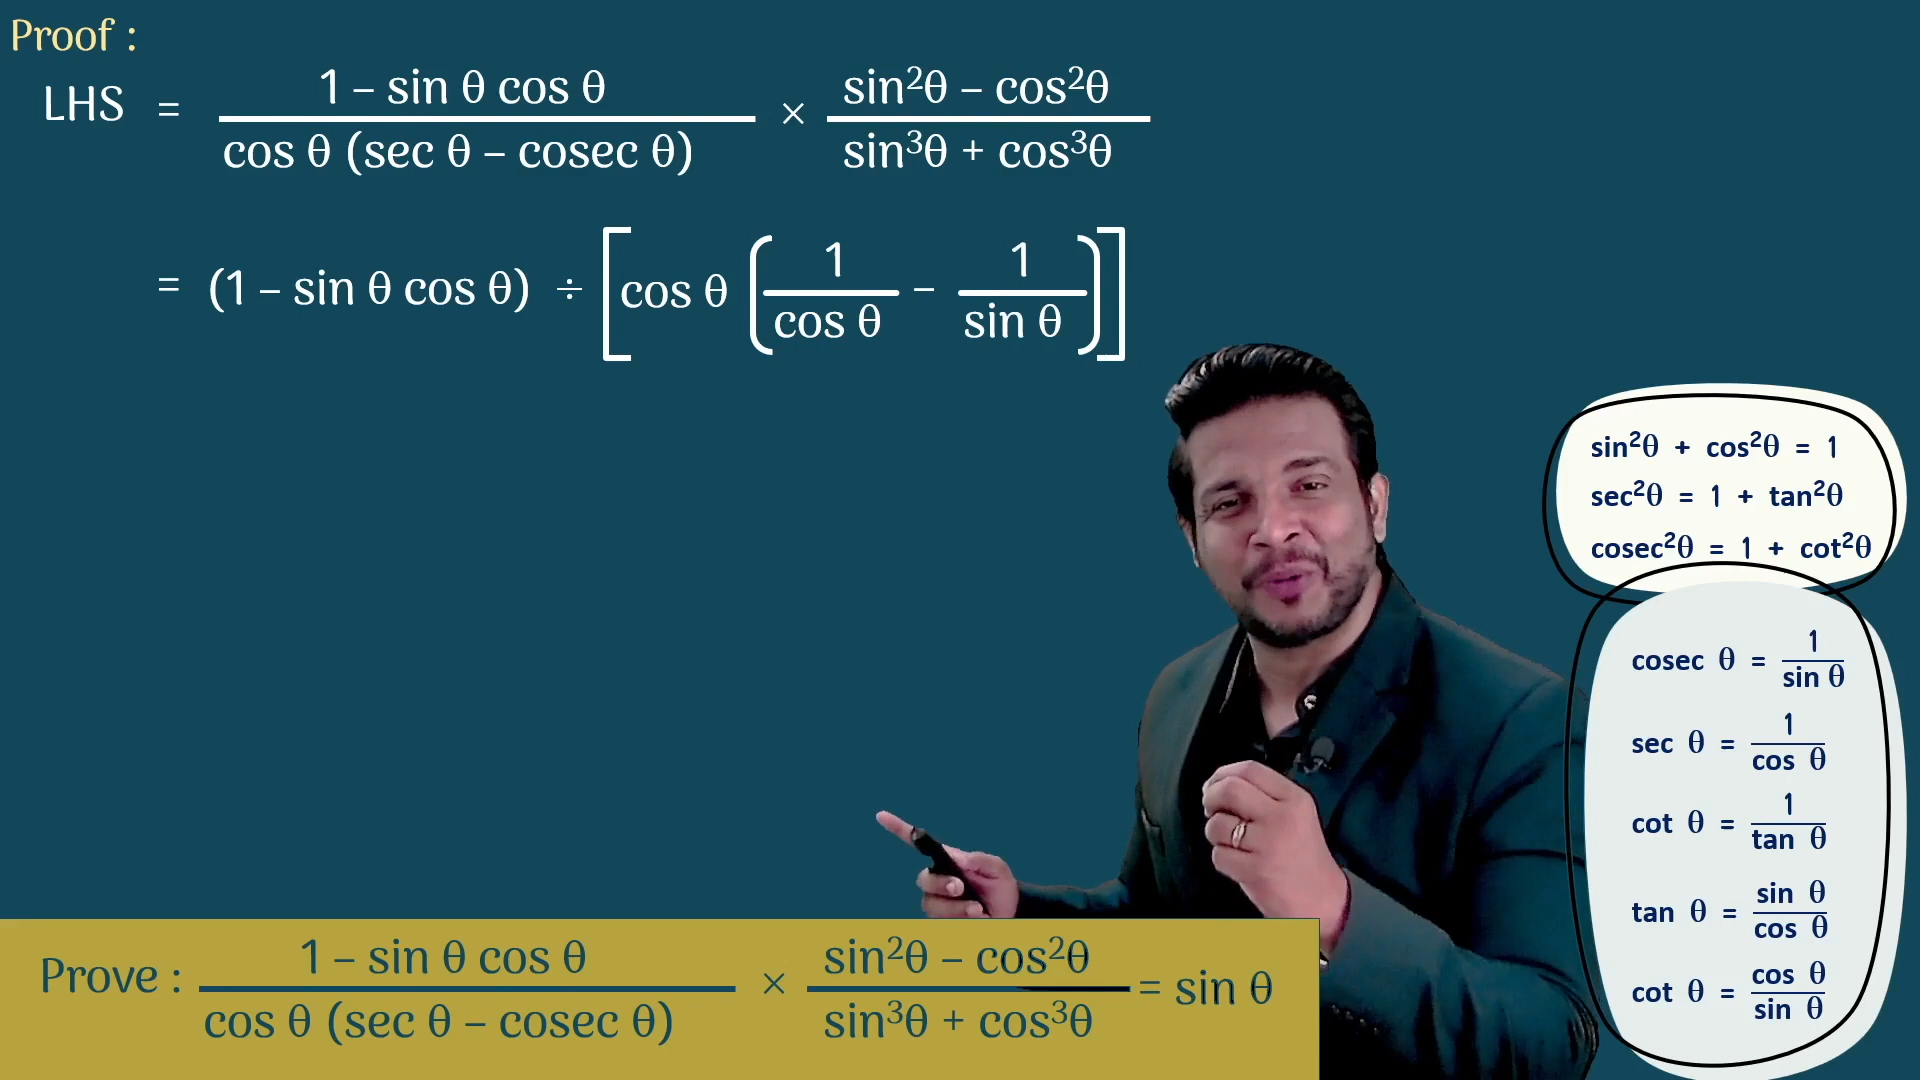 Proof :
LHS = (1 – sin θ cos θ) / (cos θ (sec θ – cosec θ)) × (sin²θ – cos²θ) / (sin³θ + cos³θ)
= (1 – sin θ cos θ) ÷ [cos θ (1/cos θ – 1/sin θ)]
sin²θ + cos²θ = 1
sec²θ = 1 + tan²θ
cosec²θ = 1 + cot²θ
cosec θ = 1/sin θ
sec θ = 1/cos θ
cot θ = 1/tan θ
tan θ = sin θ/cos θ
cot θ = cos θ/sin θ
Prove : (1 – sin θ cos θ) / (cos θ (sec θ – cosec θ)) × (sin²θ – cos²θ) / (sin³θ + cos³θ) = sin θ